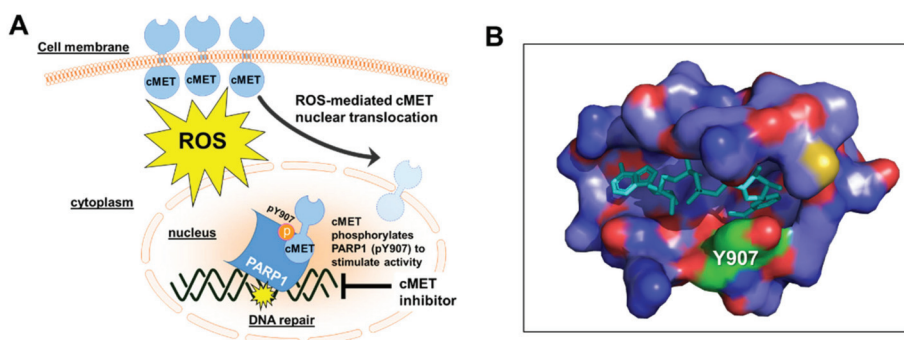 A
Cell membrane
cMET
cMET
cMET
ROS-mediated cMET
nuclear translocation
ROS
cytoplasm
nucleus
pY907
p
cMET
PARP1
cMET
phosphorylates
PARP1 (pY907) to
stimulate activity
cMET
inhibitor
DNA repair
B
Y907